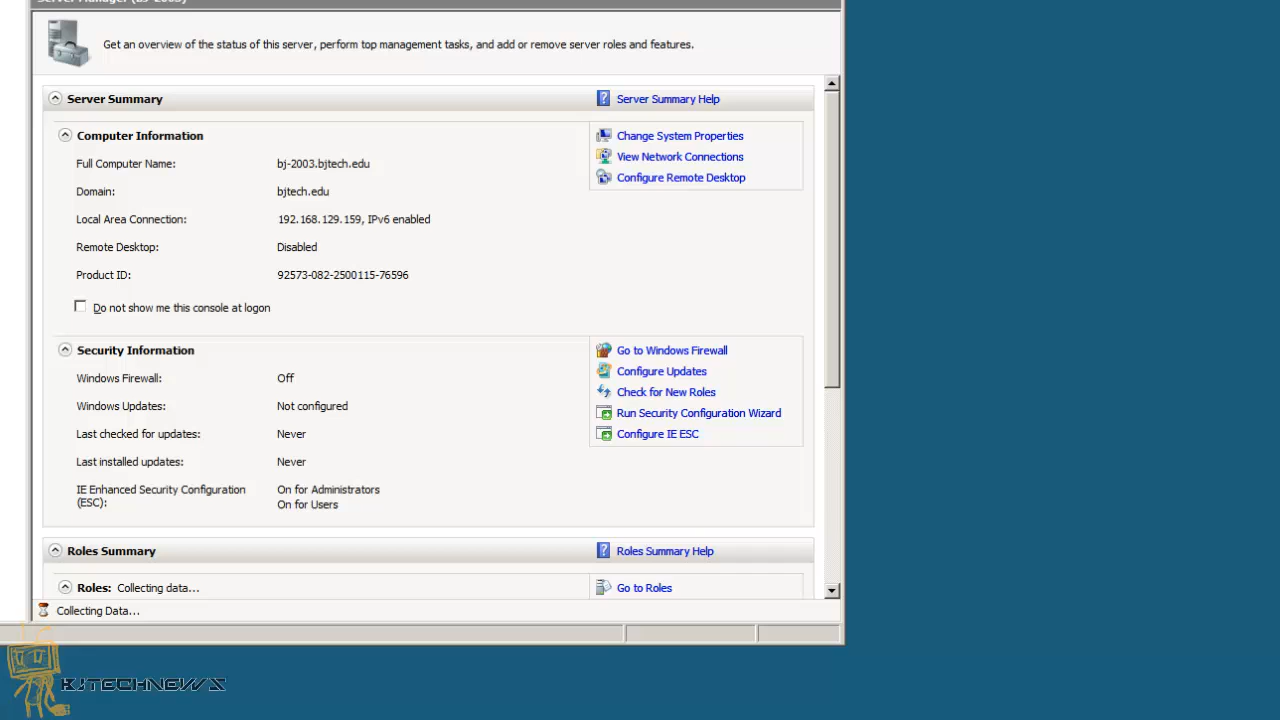 Server Manager (BJ-2003)
Get an overview of the status of this server, perform top management tasks, and add or remove server roles and features.
Server Summary
Server Summary Help
Computer Information
Change System Properties
View Network Connections
Configure Remote Desktop
Full Computer Name: bj-2003.bjtech.edu
Domain: bjtech.edu
Local Area Connection: 192.168.129.159, IPv6 enabled
Remote Desktop: Disabled
Product ID: 92573-082-2500115-76596
Do not show me this console at logon
Security Information
Go to Windows Firewall
Configure Updates
Check for New Roles
Run Security Configuration Wizard
Configure IE ESC
Windows Firewall: Off
Windows Updates: Not configured
Last checked for updates: Never
Last installed updates: Never
IE Enhanced Security Configuration On for Administrators
(ESC): On for Users
Roles Summary
Roles Summary Help
Roles: Collecting data...
Go to Roles
Collecting Data...
BJTECHNEWS